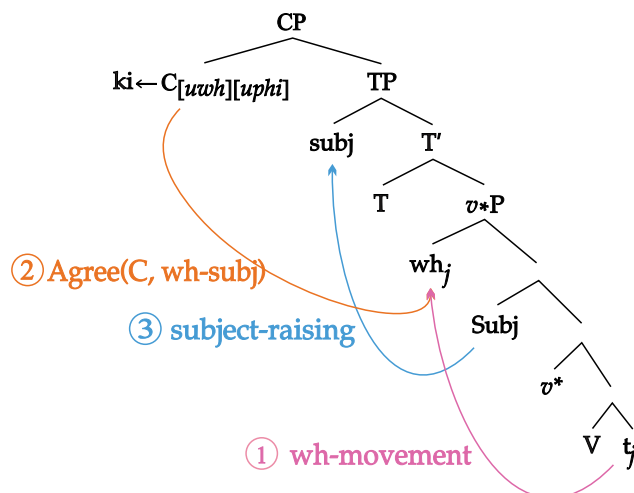 CP
ki←C[uwh][uphi] TP
subj T′
T v*P
whj
② Agree(C, wh-subj)
③ subject-raising Subj
v*
① wh-movement V tj